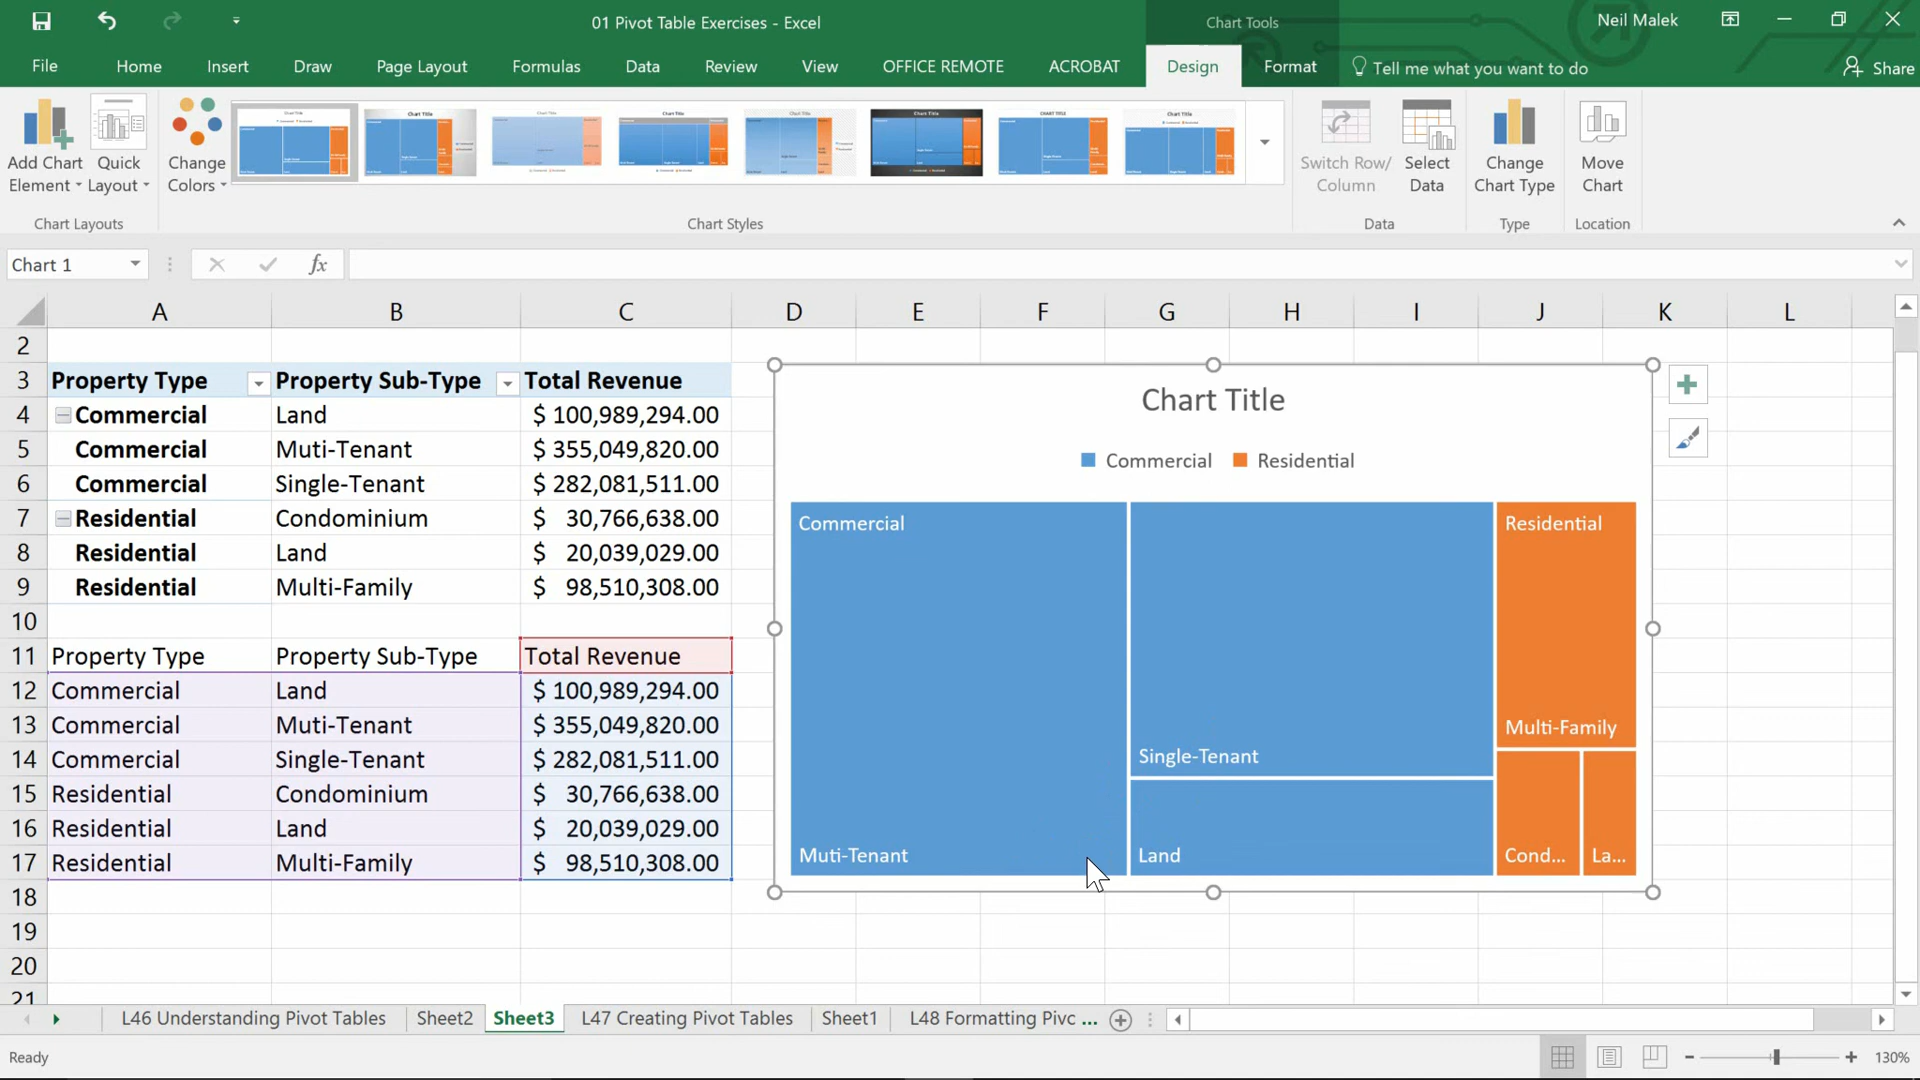 01 Pivot Table Exercises - Excel
Chart Tools
Neil Malek
File Home Insert Draw Page Layout Formulas Data Review View OFFICE REMOTE ACROBAT Design Format Tell me what you want to do Share
Add Chart Element
Quick Layout
Change Colors
Switch Row/ Column
Select Data
Change Chart Type
Move Chart
Chart Layouts Chart Styles Data Type Location
Chart 1 fx
A B C D E F G H I J K L
2
3 Property Type Property Sub-Type Total Revenue
4 Commercial Land $ 100,989,294.00
5 Commercial Muti-Tenant $ 355,049,820.00
6 Commercial Single-Tenant $ 282,081,511.00
7 Residential Condominium $ 30,766,638.00
8 Residential Land $ 20,039,029.00
9 Residential Multi-Family $ 98,510,308.00
10
11 Property Type Property Sub-Type Total Revenue
12 Commercial Land $ 100,989,294.00
13 Commercial Muti-Tenant $ 355,049,820.00
14 Commercial Single-Tenant $ 282,081,511.00
15 Residential Condominium $ 30,766,638.00
16 Residential Land $ 20,039,029.00
17 Residential Multi-Family $ 98,510,308.00
18
19
20
21
Chart Title
Commercial Residential
Commercial
Residential
Multi-Family
Single-Tenant
Muti-Tenant
Land
Cond...
La...
L46 Understanding Pivot Tables Sheet2 Sheet3 L47 Creating Pivot Tables Sheet1 L48 Formatting Pivc ...
Ready
130%